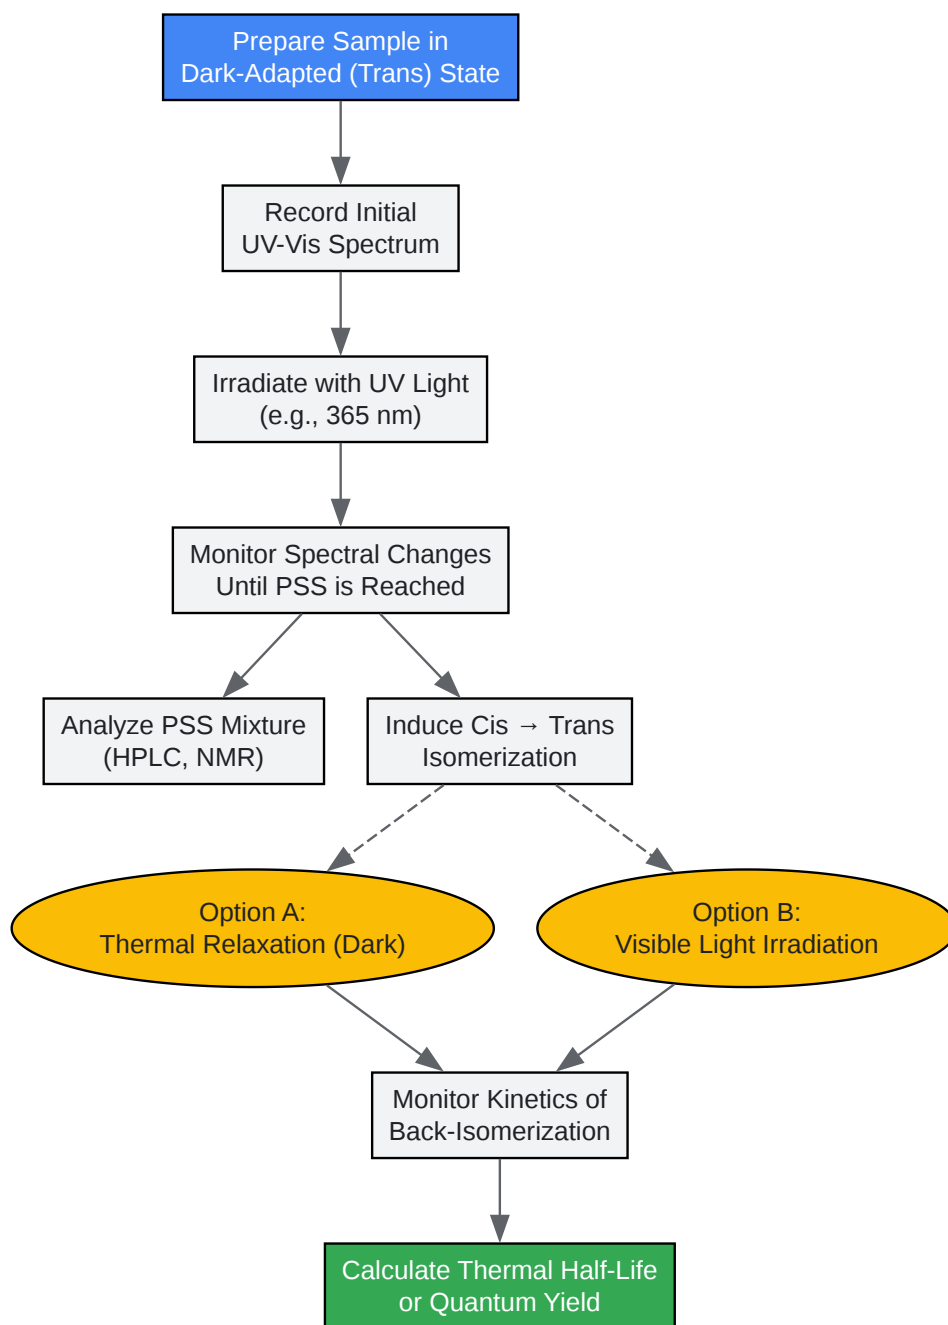 Prepare Sample in
Dark-Adapted (Trans) State
Record Initial
UV-Vis Spectrum
Irradiate with UV Light
(e.g., 365 nm)
Monitor Spectral Changes
Until PSS is Reached
Analyze PSS Mixture
(HPLC, NMR)
Induce Cis → Trans
Isomerization
Option A:
Thermal Relaxation (Dark)
Option B:
Visible Light Irradiation
Monitor Kinetics of
Back-Isomerization
Calculate Thermal Half-Life
or Quantum Yield